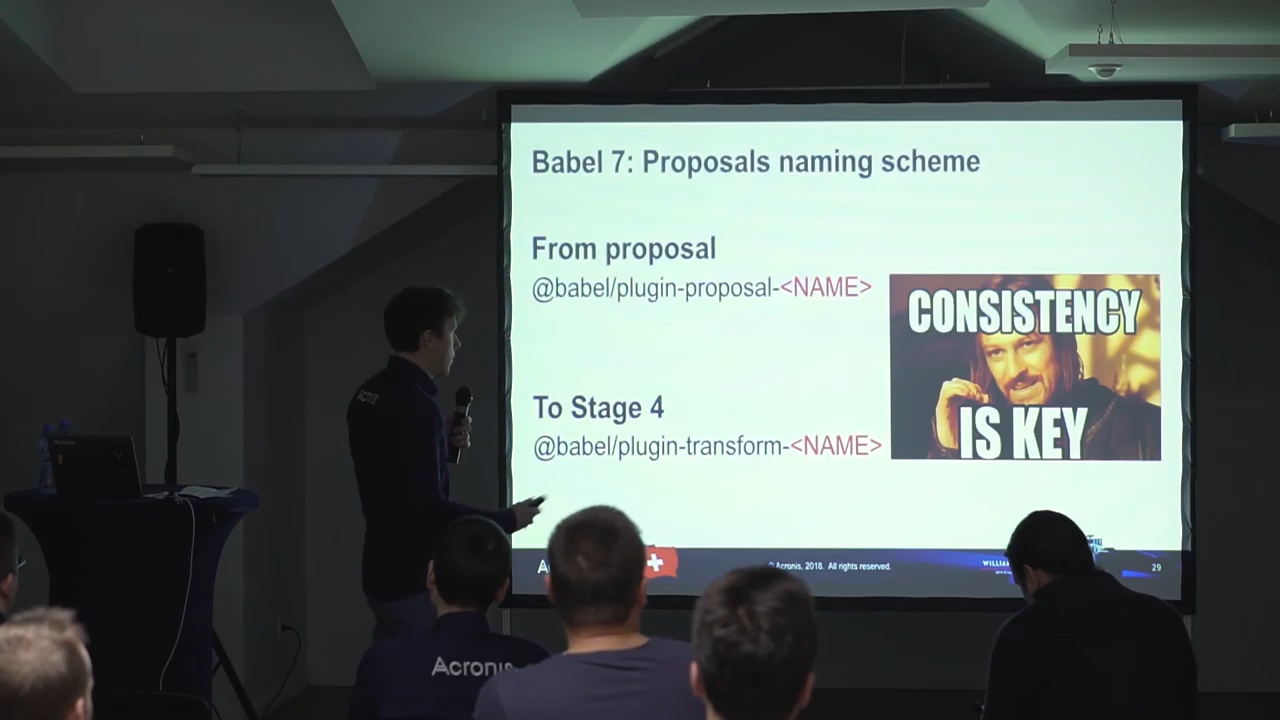 Babel 7: Proposals naming scheme
From proposal
@babel/plugin-proposal-<NAME>
CONSISTENCY
IS KEY
To Stage 4
@babel/plugin-transform-<NAME>
© Acronis, 2018. All rights reserved.
29
Acronis
Acronis